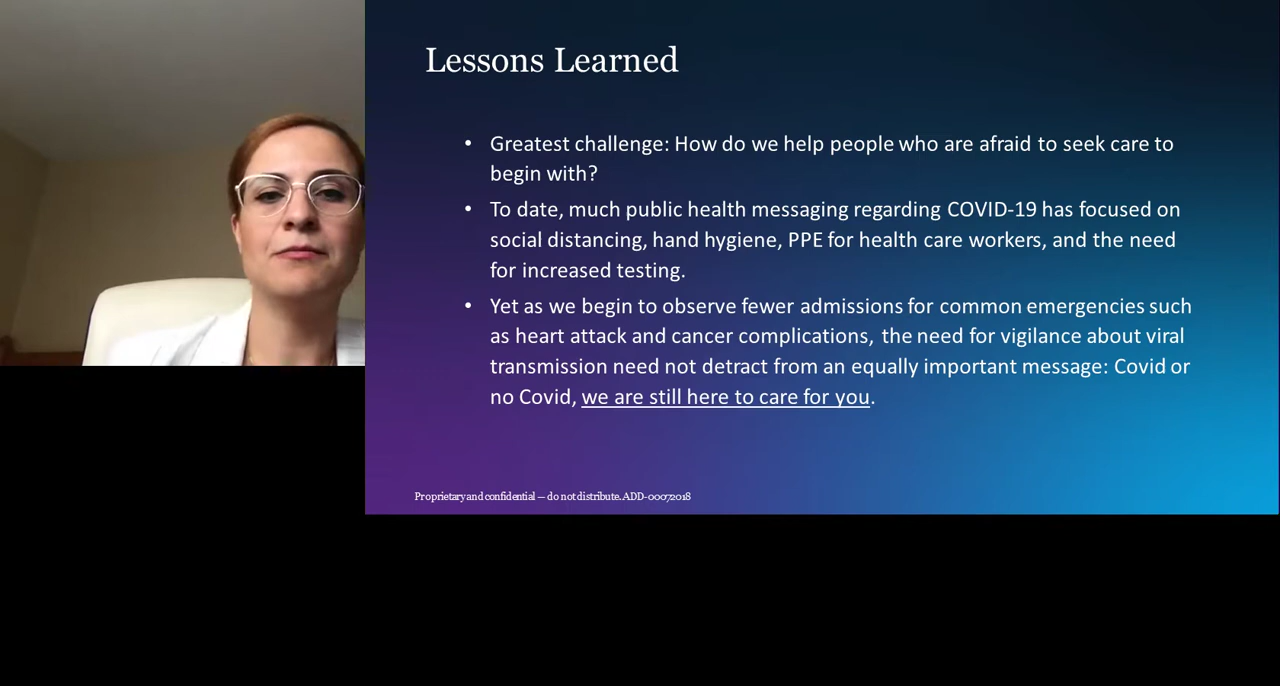 Lessons Learned
• Greatest challenge: How do we help people who are afraid to seek care to
begin with?
• To date, much public health messaging regarding COVID-19 has focused on
social distancing, hand hygiene, PPE for health care workers, and the need
for increased testing.
• Yet as we begin to observe fewer admissions for common emergencies such
as heart attack and cancer complications, the need for vigilance about viral
transmission need not detract from an equally important message: Covid or
no Covid, we are still here to care for you.
Proprietary and confidential — do not distribute. ADD-00072018